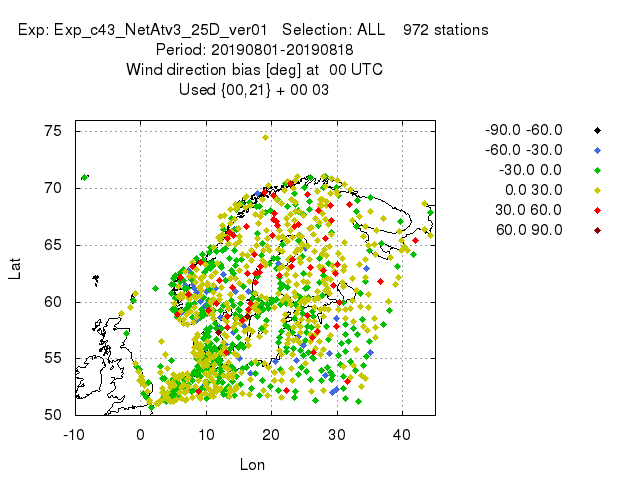 Exp: Exp_c43_NetAtv3_25D_ver01   Selection: ALL    972 stations
Period: 20190801-20190818
Wind direction bias [deg] at  00 UTC
Used {00,21} + 00 03
-90.0 -60.0
-60.0 -30.0
-30.0 0.0
0.0 30.0
30.0 60.0
60.0 90.0
75
70
65
60
55
50
Lat
-10 0 10 20 30 40
Lon